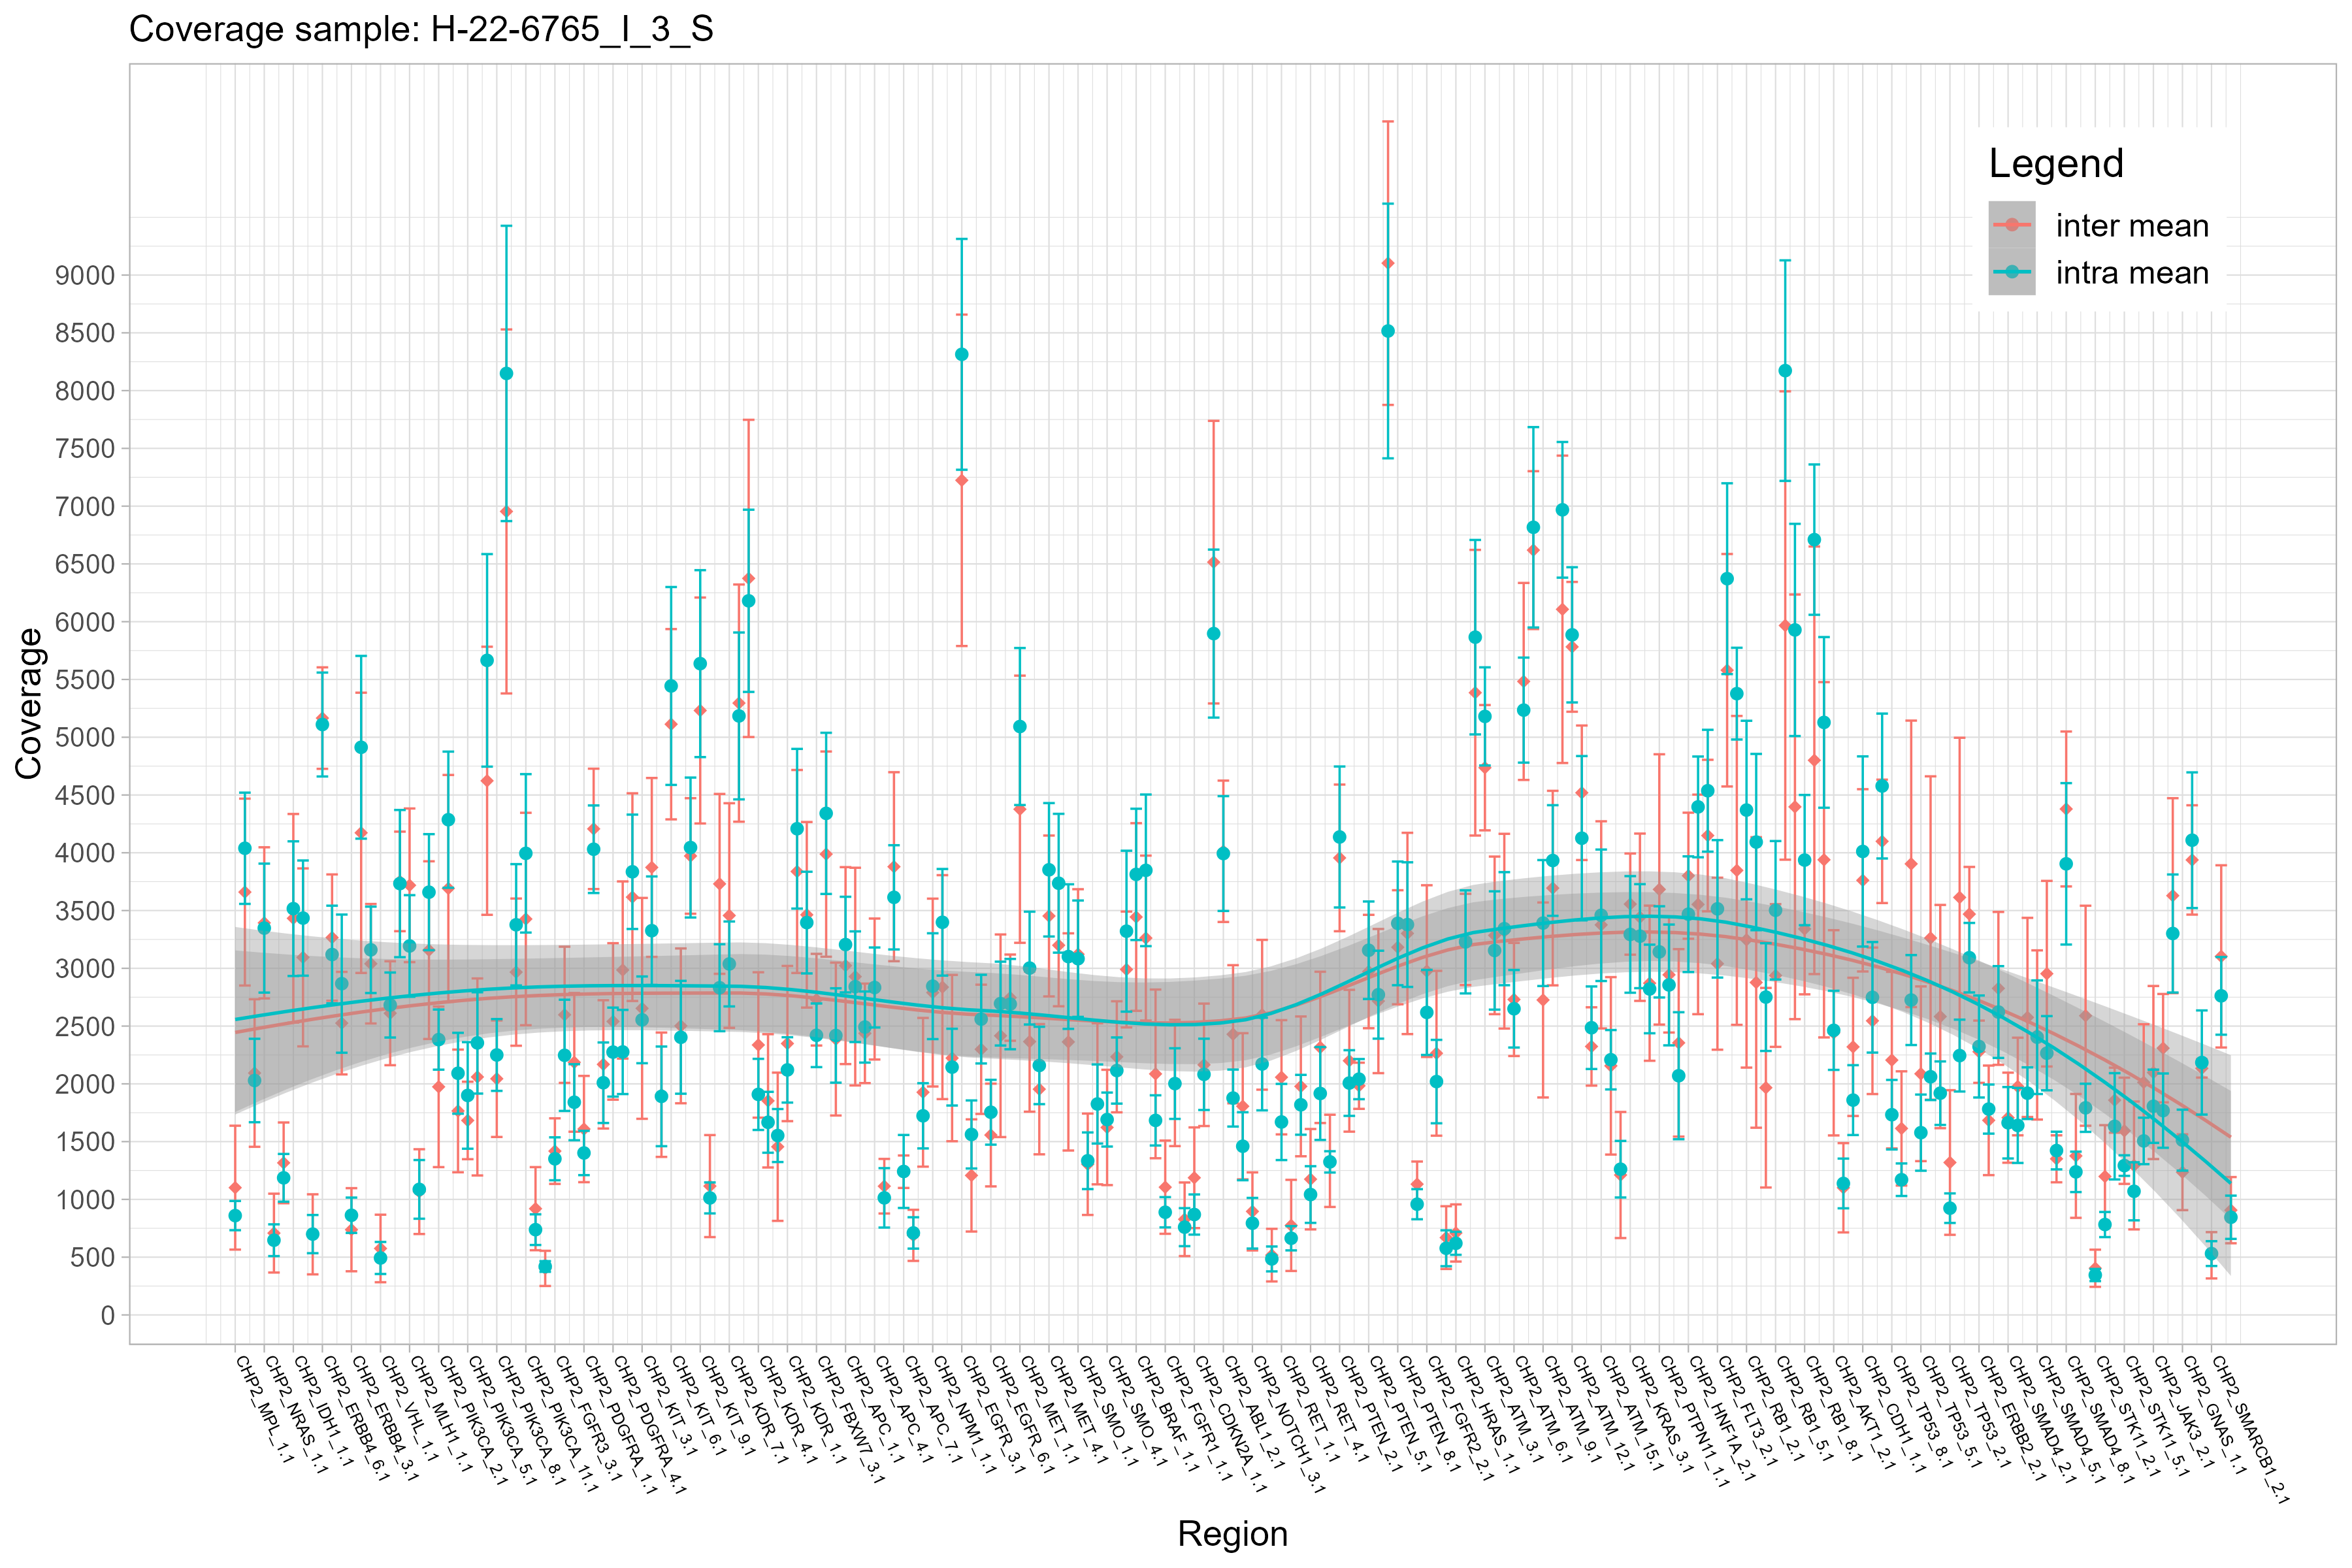 Coverage sample: H-22-6765_I_3_S
Legend
inter mean
intra mean
Coverage
9000
8500
8000
7500
7000
6500
6000
5500
5000
4500
4000
3500
3000
2500
2000
1500
1000
500
0
CHP2_MPL_1.1
CHP2_NRAS_1.1
CHP2_IDH1_1.1
CHP2_ERBB4_6.1
CHP2_ERBB4_3.1
CHP2_VHL_1.1
CHP2_MLH1_1.1
CHP2_PIK3CA_2.1
CHP2_PIK3CA_5.1
CHP2_PIK3CA_8.1
CHP2_PIK3CA_11.1
CHP2_FGFR3_3.1
CHP2_PDGFRA_1.1
CHP2_PDGFRA_4.1
CHP2_KIT_3.1
CHP2_KIT_6.1
CHP2_KIT_9.1
CHP2_KDR_7.1
CHP2_KDR_4.1
CHP2_KDR_1.1
CHP2_FBXW7_3.1
CHP2_APC_1.1
CHP2_APC_4.1
CHP2_APC_7.1
CHP2_NPM1_1.1
CHP2_EGFR_3.1
CHP2_EGFR_6.1
CHP2_MET_1.1
CHP2_MET_4.1
CHP2_SMO_1.1
CHP2_SMO_4.1
CHP2_BRAF_1.1
CHP2_FGFR1_1.1
CHP2_CDKN2A_1.1
CHP2_ABL1_2.1
CHP2_NOTCH1_3.1
CHP2_RET_1.1
CHP2_RET_4.1
CHP2_PTEN_2.1
CHP2_PTEN_5.1
CHP2_PTEN_8.1
CHP2_FGFR2_2.1
CHP2_HRAS_1.1
CHP2_ATM_3.1
CHP2_ATM_6.1
CHP2_ATM_9.1
CHP2_ATM_12.1
CHP2_ATM_15.1
CHP2_KRAS_3.1
CHP2_PTPN11_1.1
CHP2_HNF1A_2.1
CHP2_FLT3_2.1
CHP2_RB1_2.1
CHP2_RB1_5.1
CHP2_RB1_8.1
CHP2_AKT1_2.1
CHP2_CDH1_1.1
CHP2_TP53_8.1
CHP2_TP53_5.1
CHP2_TP53_2.1
CHP2_ERBB2_2.1
CHP2_SMAD4_2.1
CHP2_SMAD4_5.1
CHP2_SMAD4_8.1
CHP2_STK11_2.1
CHP2_STK11_5.1
CHP2_JAK3_2.1
CHP2_GNAS_1.1
CHP2_SMARCB1_2.1
Region